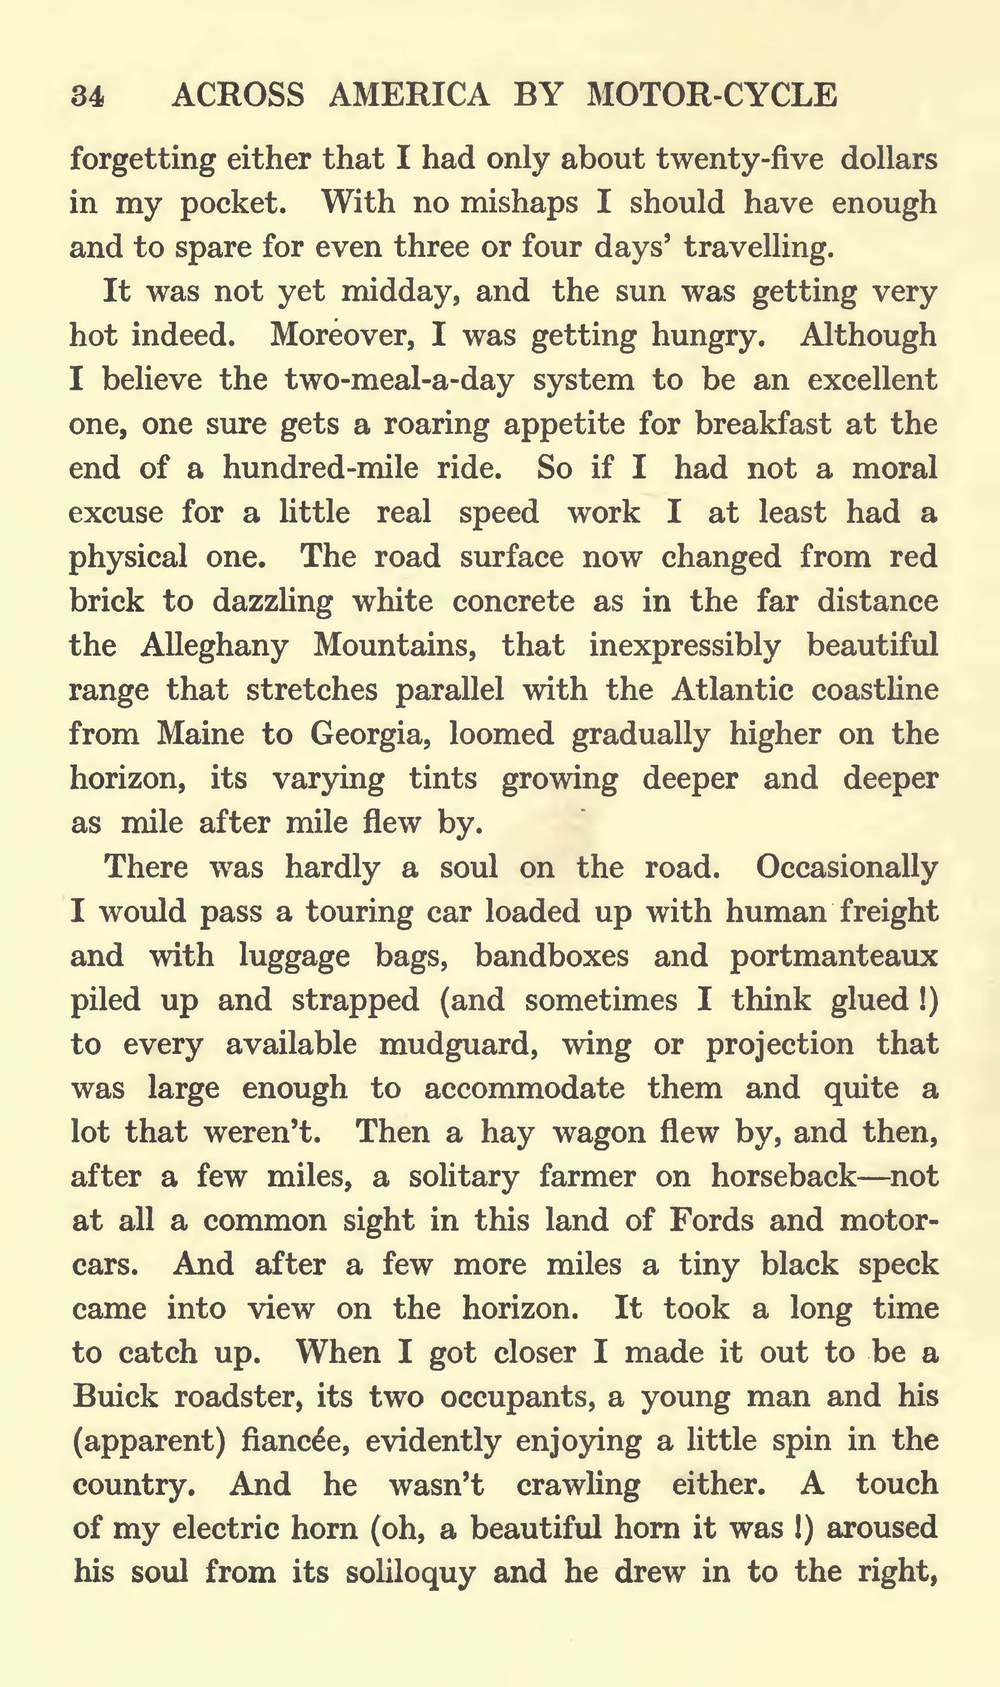 34 ACROSS AMERICA BY MOTOR-CYCLE
forgetting either that I had only about twenty-five dollars
in my pocket. With no mishaps I should have enough
and to spare for even three or four days’ travelling.
It was not yet midday, and the sun was getting very
hot indeed. Moreover, I was getting hungry. Although
I believe the two-meal-a-day system to be an excellent
one, one sure gets a roaring appetite for breakfast at the
end of a hundred-mile ride. So if I had not a moral
excuse for a little real speed work I at least had a
physical one. The road surface now changed from red
brick to dazzling white concrete as in the far distance
the Alleghany Mountains, that inexpressibly beautiful
range that stretches parallel with the Atlantic coastline
from Maine to Georgia, loomed gradually higher on the
horizon, its varying tints growing deeper and deeper
as mile after mile flew by.
There was hardly a soul on the road. Occasionally
I would pass a touring car loaded up with human freight
and with luggage bags, bandboxes and portmanteaux
piled up and strapped (and sometimes I think glued !)
to every available mudguard, wing or projection that
was large enough to accommodate them and quite a
lot that weren’t. Then a hay wagon flew by, and then,
after a few miles, a solitary farmer on horseback—not
at all a common sight in this land of Fords and motor-
cars. And after a few more miles a tiny black speck
came into view on the horizon. It took a long time
to catch up. When I got closer I made it out to be a
Buick roadster, its two occupants, a young man and his
(apparent) fiancée, evidently enjoying a little spin in the
country. And he wasn’t crawling either. A touch
of my electric horn (oh, a beautiful horn it was !) aroused
his soul from its soliloquy and he drew in to the right,